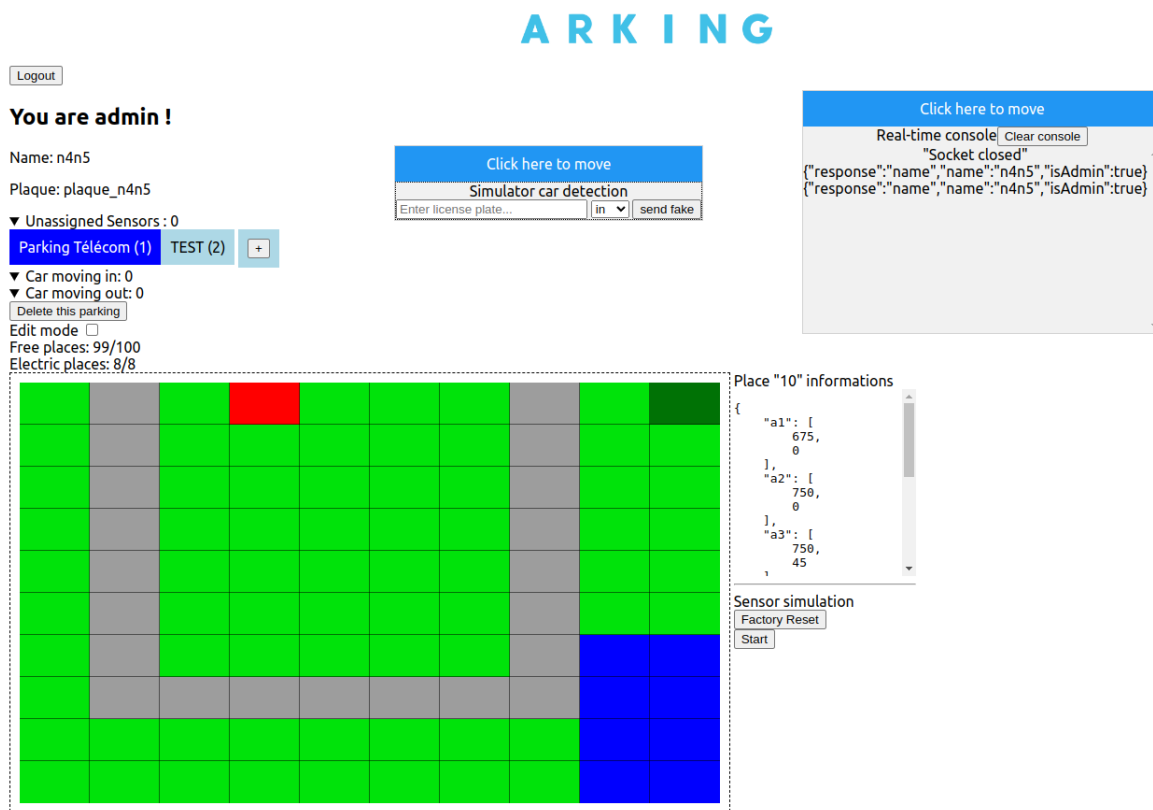 ARKING
Logout
You are admin !
Name: n4n5
Plaque: plaque_n4n5
▼ Unassigned Sensors : 0
Parking Télécom (1) TEST (2) +
▼ Car moving in: 0
▼ Car moving out: 0
Delete this parking
Edit mode
Free places: 99/100
Electric places: 8/8
Click here to move
Simulator car detection
Enter license plate... in send fake
Click here to move
Real-time console Clear console
"Socket closed"
{"response":"name","name":"n4n5","isAdmin":true}
{"response":"name","name":"n4n5","isAdmin":true}
Place "10" informations
{
"a1": [
675,
0
],
"a2": [
750,
0
],
"a3": [
750,
45
Sensor simulation
Factory Reset
Start